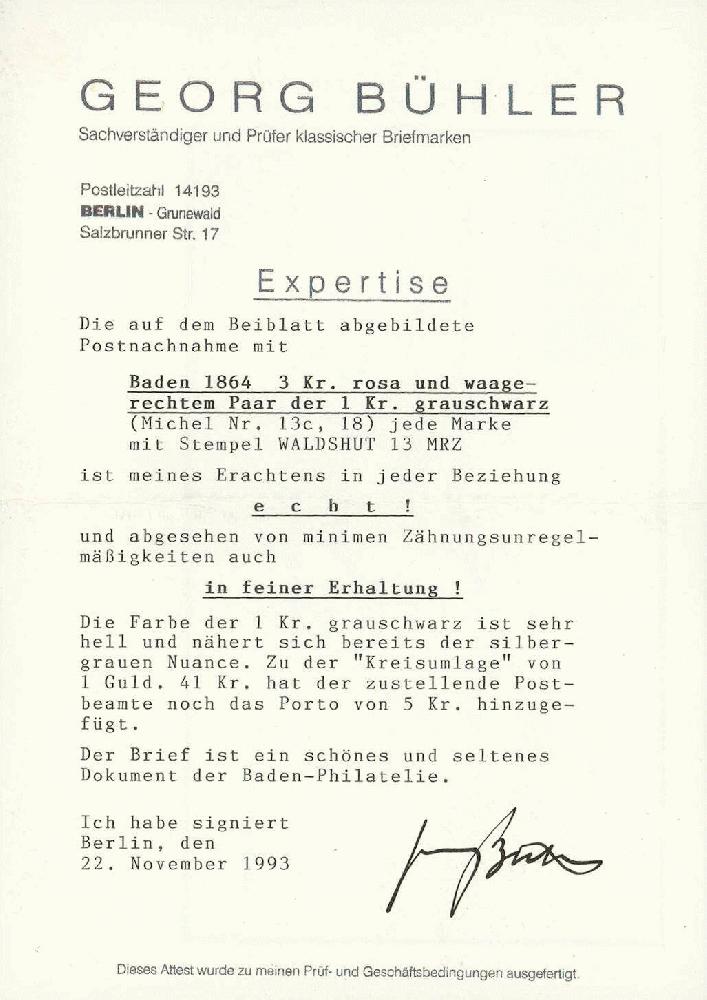 GEORG BÜHLER
Sachverständiger und Prüfer klassischer Briefmarken
Postleitzahl 14193
BERLIN - Grunewald
Salzbrunner Str. 17
Expertise
Die auf dem Beiblatt abgebildete
Postnachnahme mit
Baden 1864 3 Kr. rosa und waage-
rechtem Paar der 1 Kr. grauschwarz
(Michel Nr. 13c, 18) jede Marke
mit Stempel WALDSHUT 13 MRZ
ist meines Erachtens in jeder Beziehung
e c h t !
und abgesehen von minimen Zähnungsunregel-
mäßigkeiten auch
in feiner Erhaltung !
Die Farbe der 1 Kr. grauschwarz ist sehr
hell und nähert sich bereits der silber-
grauen Nuance. Zu der "Kreisumlage" von
1 Guld. 41 Kr. hat der zustellende Post-
beamte noch das Porto von 5 Kr. hinzuge-
fügt.
Der Brief ist ein schönes und seltenes
Dokument der Baden-Philatelie.
Ich habe signiert
Berlin, den
22. November 1993
Dieses Attest wurde zu meinen Prüf- und Geschäftsbedingungen ausgefertigt.